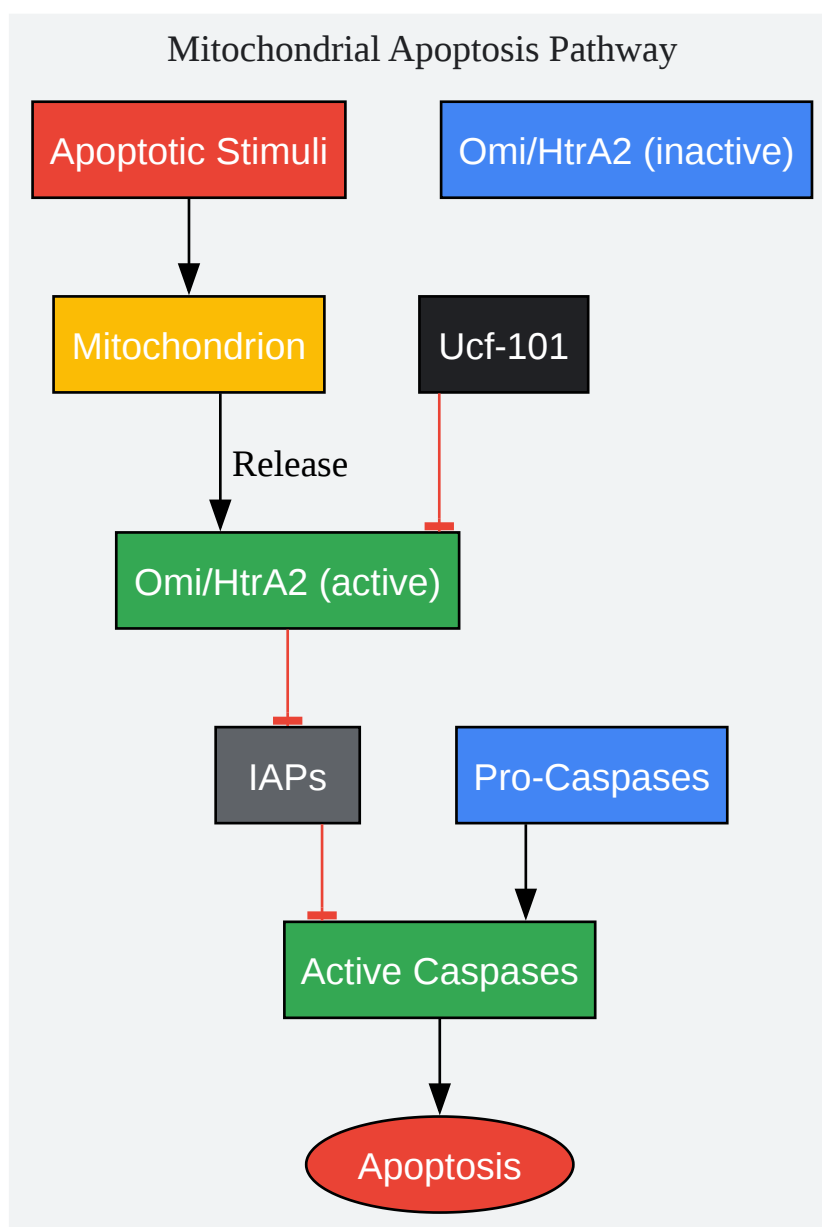 Mitochondrial Apoptosis Pathway
Apoptotic Stimuli
Omi/HtrA2 (inactive)
Mitochondrion
Ucf-101
Release
Omi/HtrA2 (active)
IAPs
Pro-Caspases
Active Caspases
Apoptosis